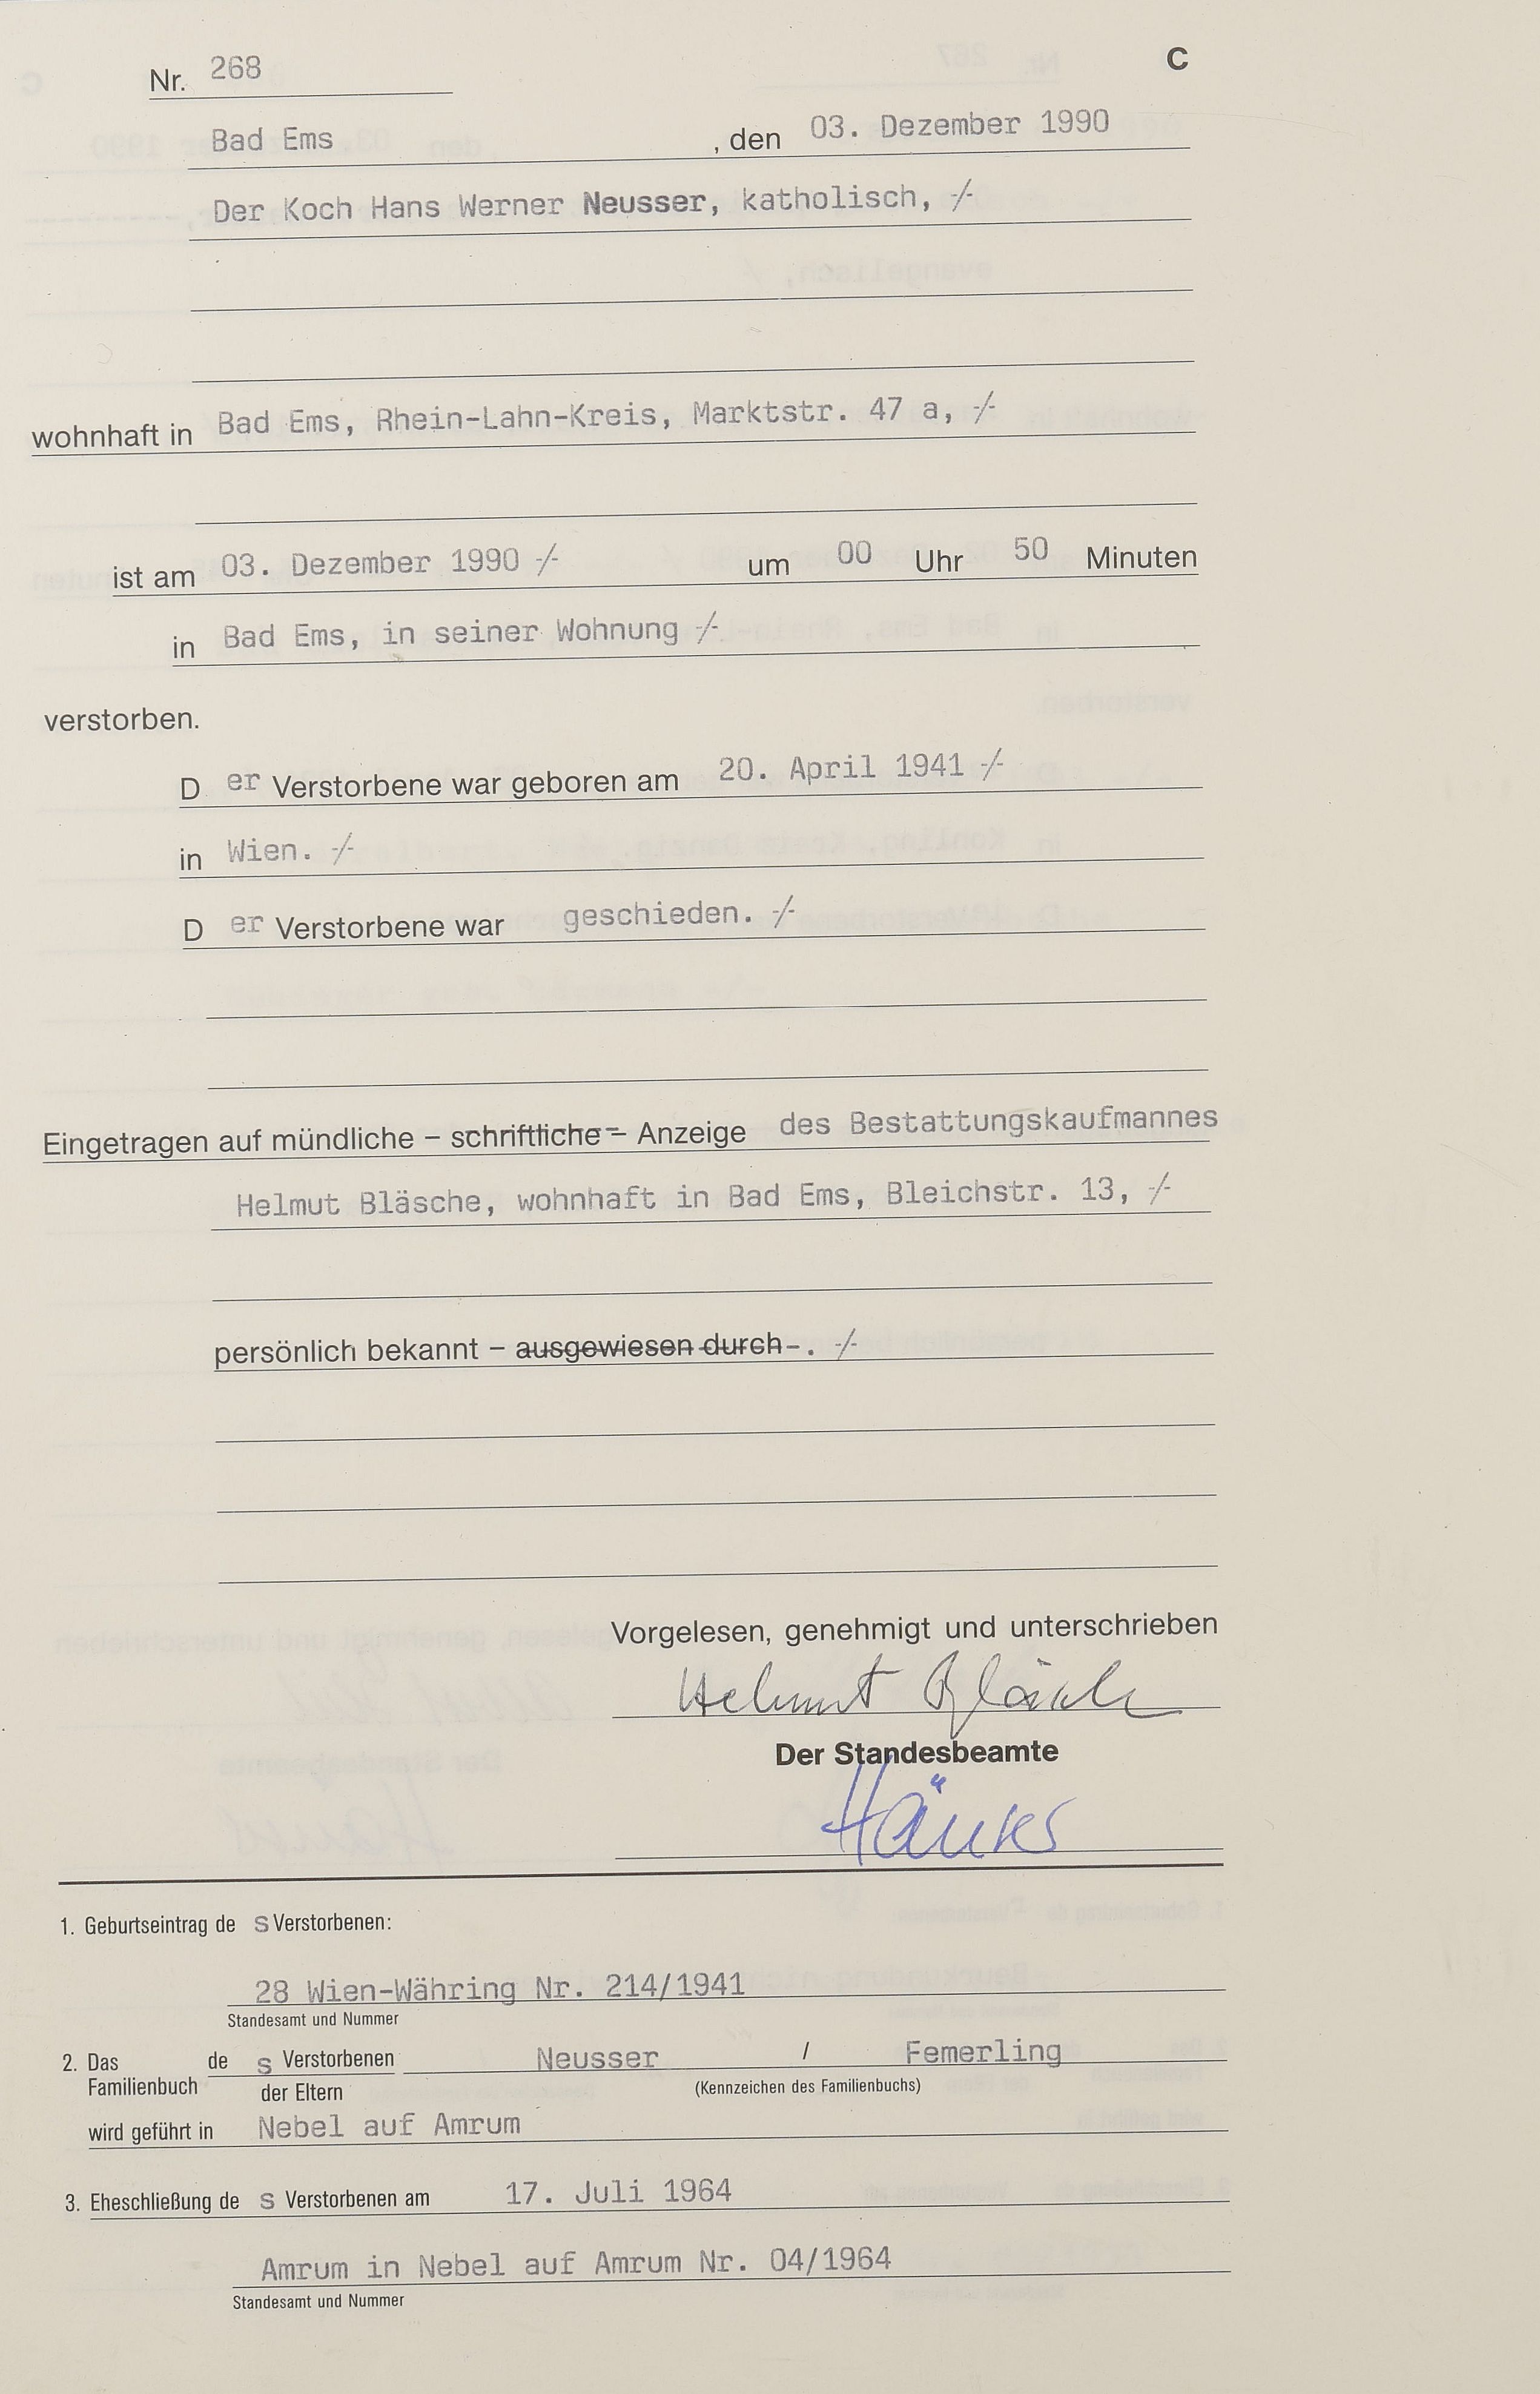 Nr. 268
C
Bad Ems, den 03. Dezember 1990
Der Koch Hans Werner Neusser, katholisch, -/-
wohnhaft in Bad Ems, Rhein-Lahn-Kreis, Marktstr. 47 a, -/-
ist am 03. Dezember 1990 -/- um 00 Uhr 50 Minuten
in Bad Ems, in seiner Wohnung -/-
verstorben.
D er Verstorbene war geboren am 20. April 1941 -/-
in Wien. -/-
D er Verstorbene war geschieden. -/-
Eingetragen auf mündliche – schriftliche – Anzeige des Bestattungskaufmannes
Helmut Bläsche, wohnhaft in Bad Ems, Bleichstr. 13, -/-
persönlich bekannt – ausgewiesen durch –. -/-
Vorgelesen, genehmigt und unterschrieben
Helmut Bläsche
Der Standesbeamte
1. Geburtseintrag de s Verstorbenen:
28 Wien-Währing Nr. 214/1941
Standesamt und Nummer
2. Das de s Verstorbenen Neusser / Femerling
Familienbuch der Eltern (Kennzeichen des Familienbuchs)
wird geführt in Nebel auf Amrum
3. Eheschließung de s Verstorbenen am 17. Juli 1964
Amrum in Nebel auf Amrum Nr. 04/1964
Standesamt und Nummer